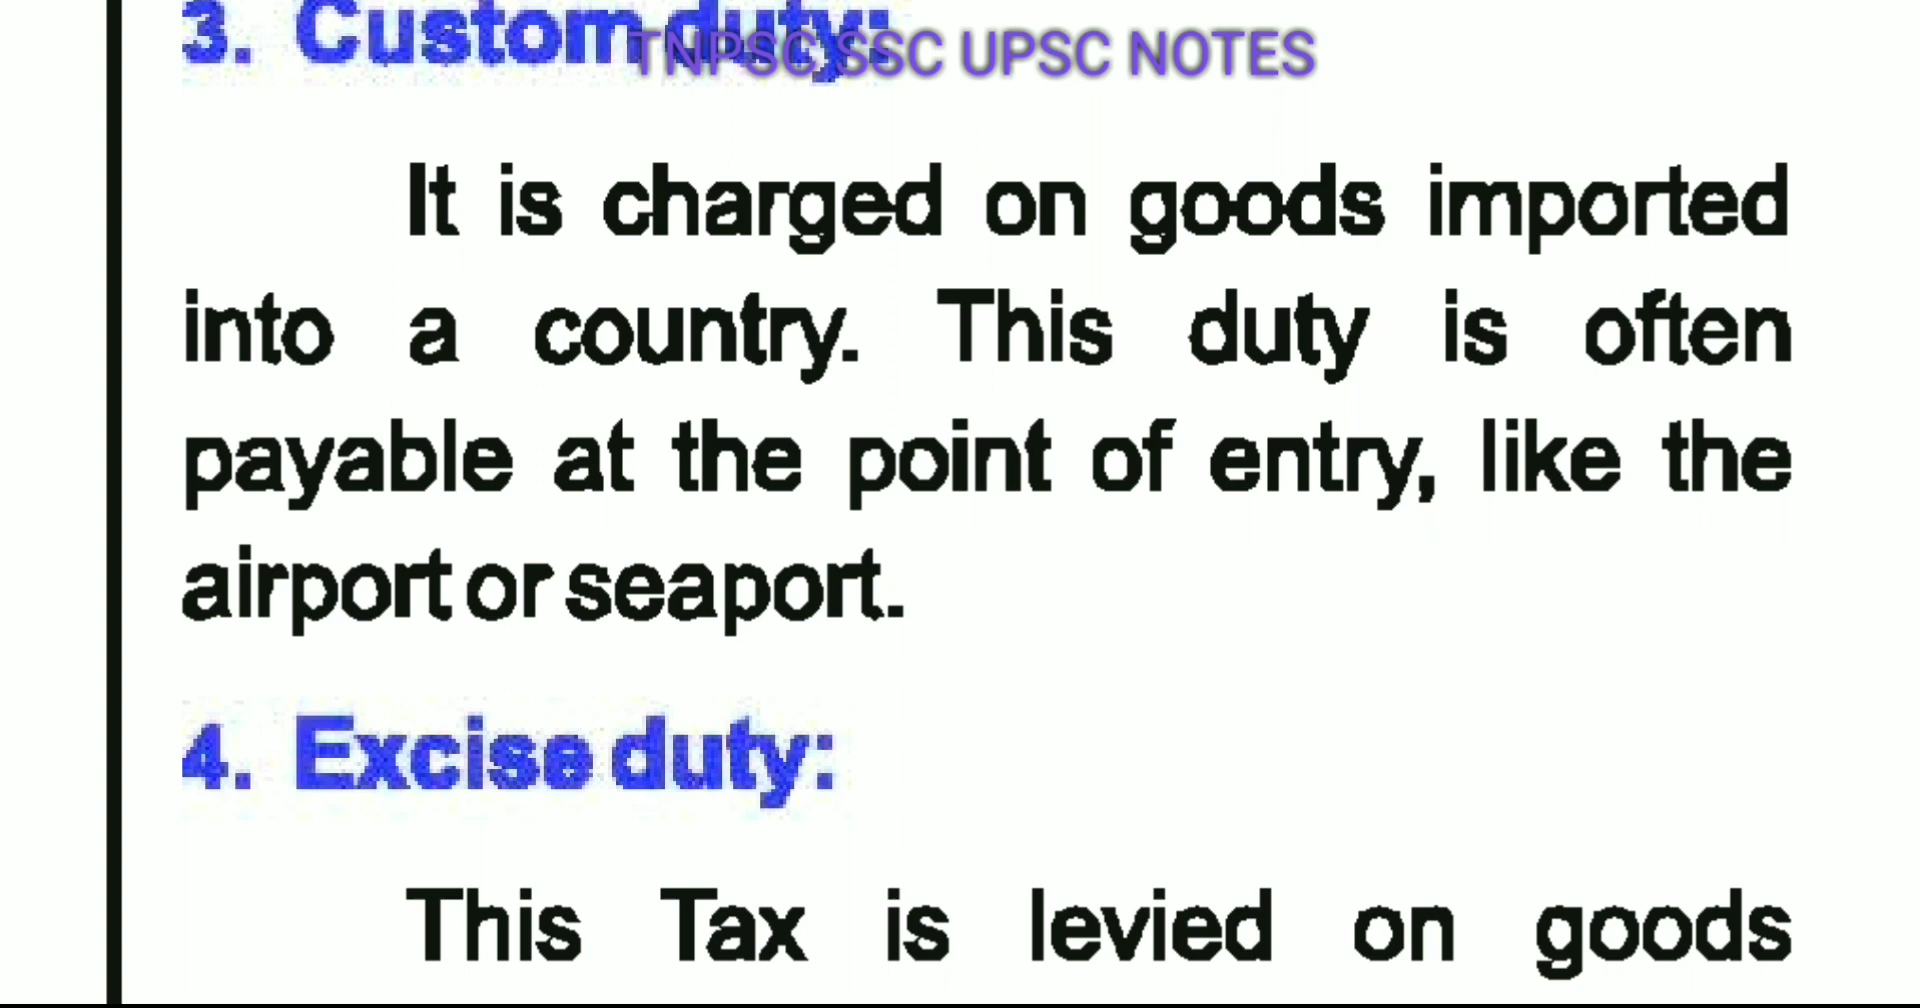 3. Custom duty:
TNPSC SSC UPSC NOTES
It is charged on goods imported
into a country. This duty is often
payable at the point of entry, like the
airport or seaport.
4. Excise duty:
This Tax is levied on goods